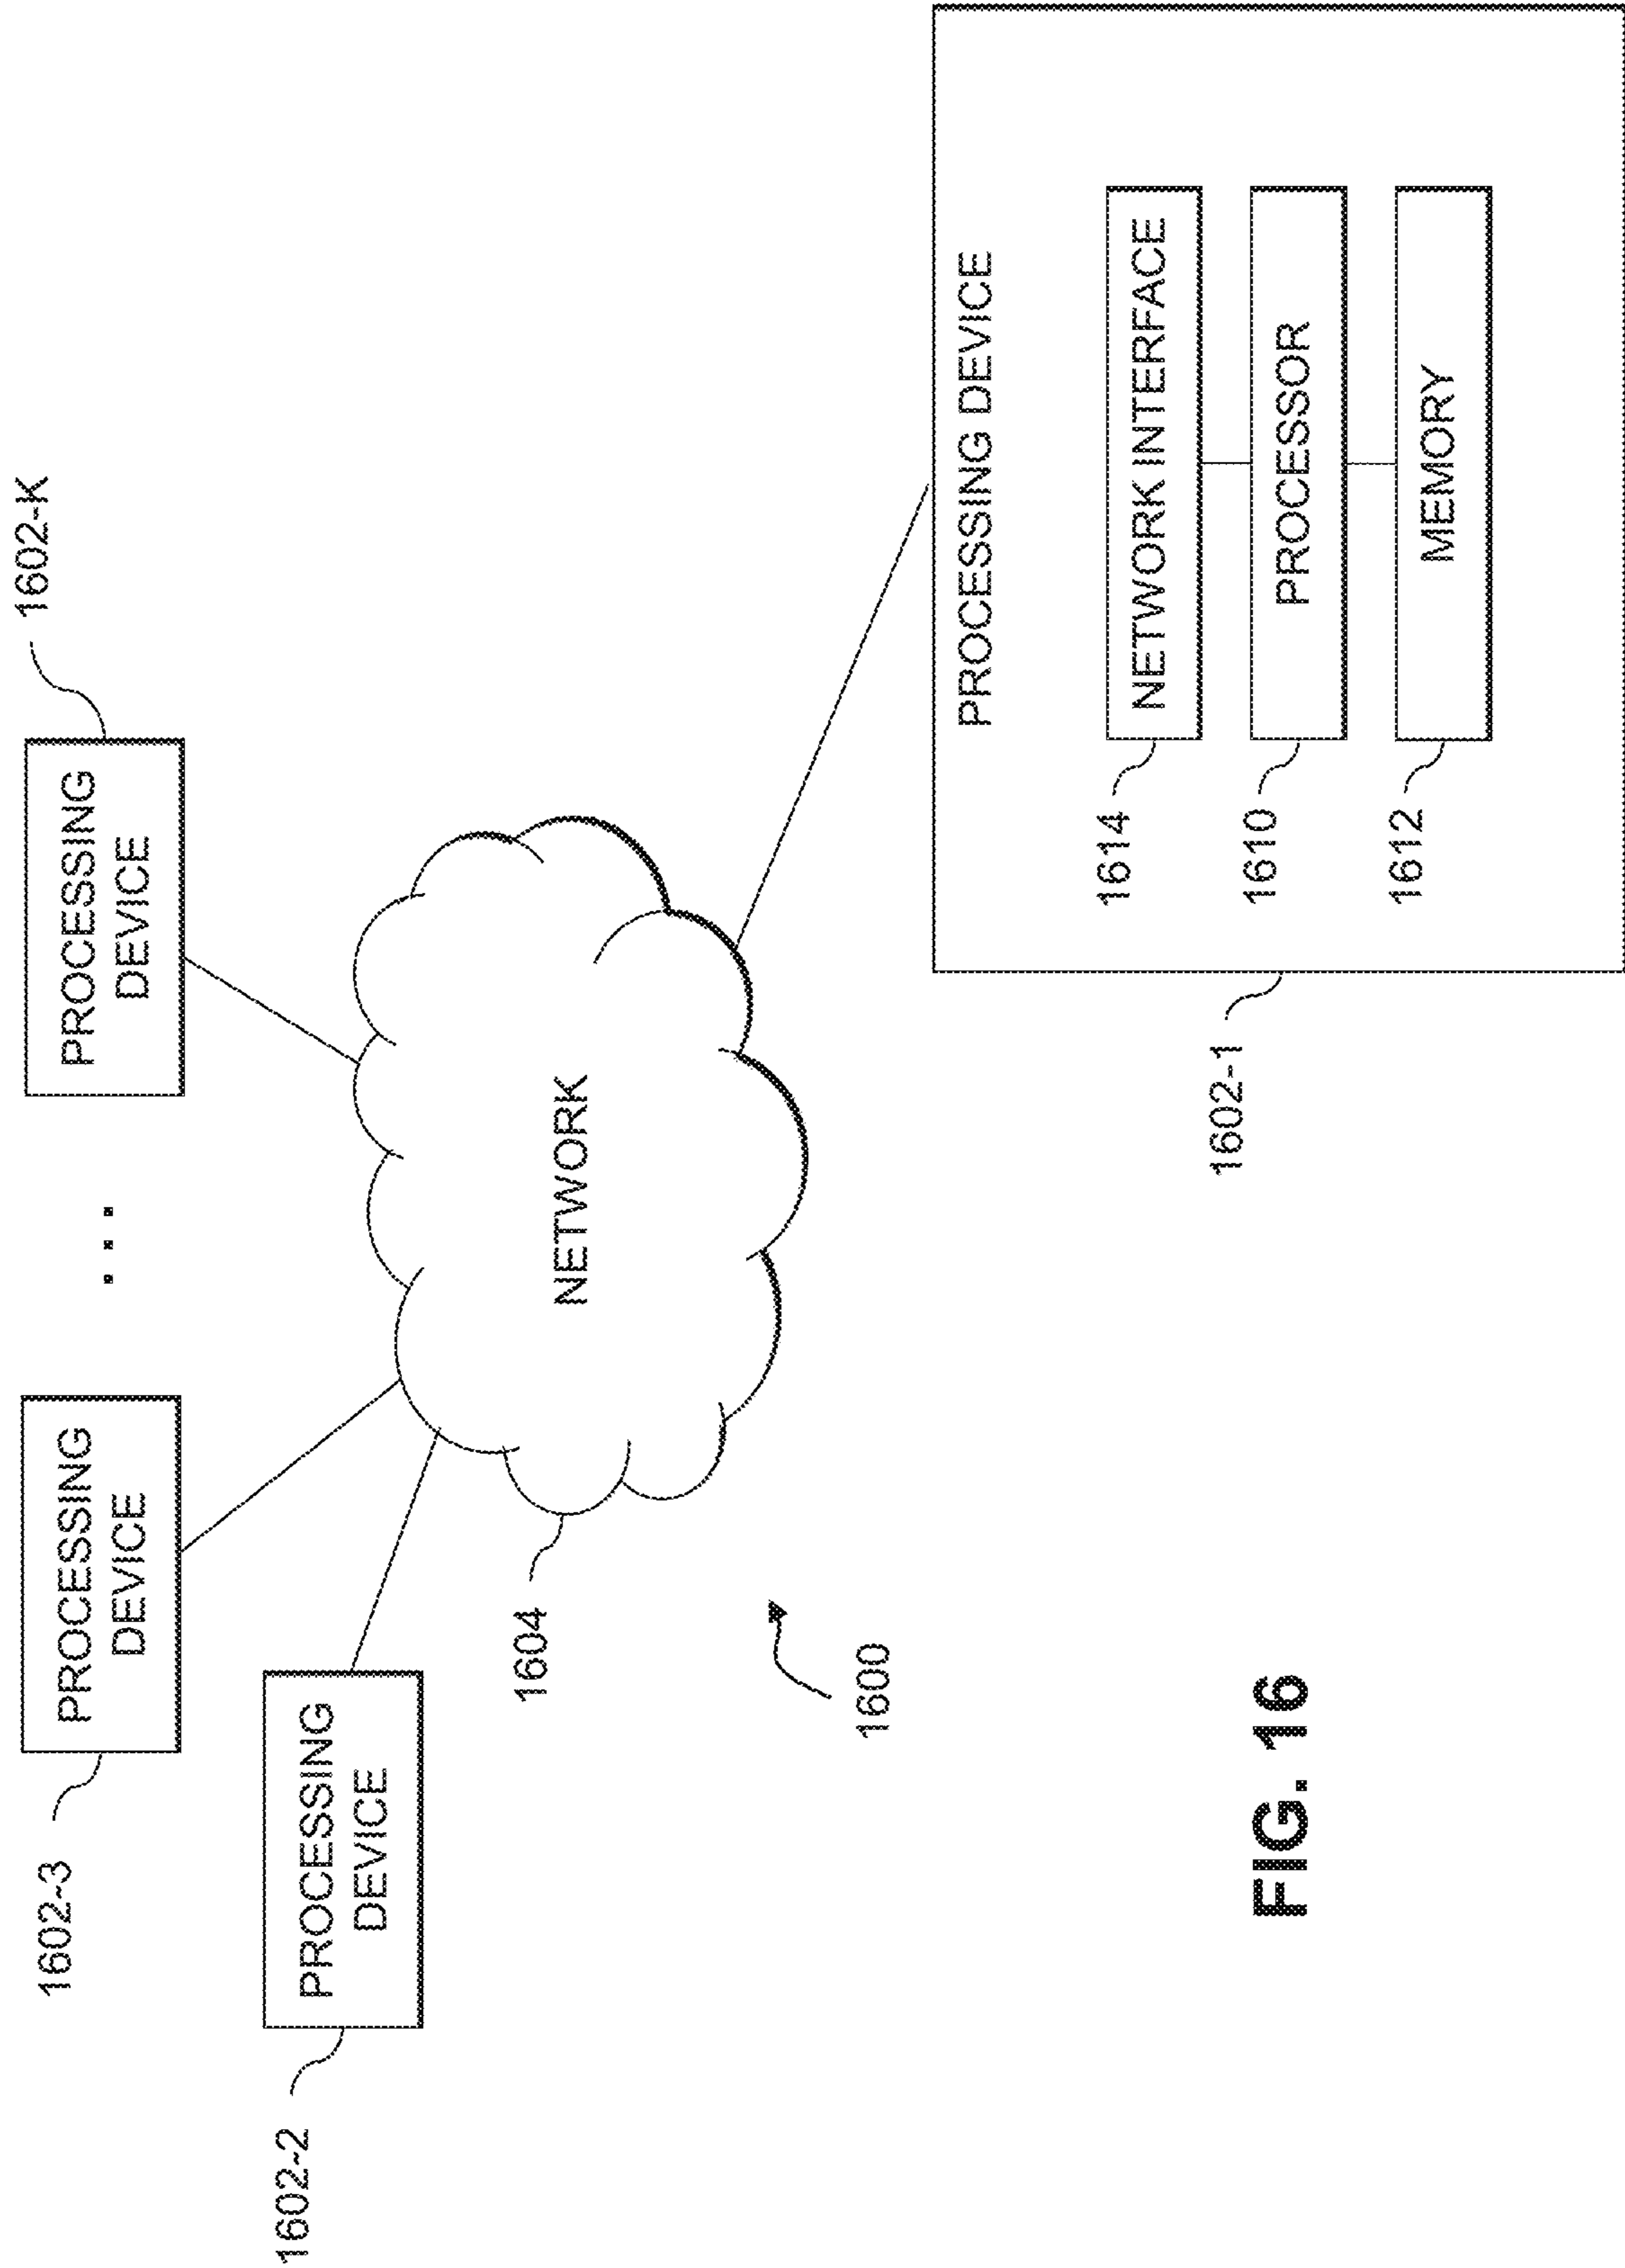 1602-K
1602-3
PROCESSING
DEVICE
...
PROCESSING
DEVICE
1602-2
PROCESSING
DEVICE
1604
NETWORK
1600
PROCESSING DEVICE
1614
NETWORK INTERFACE
1602-1
1610
PROCESSOR
1612
MEMORY
FIG. 16